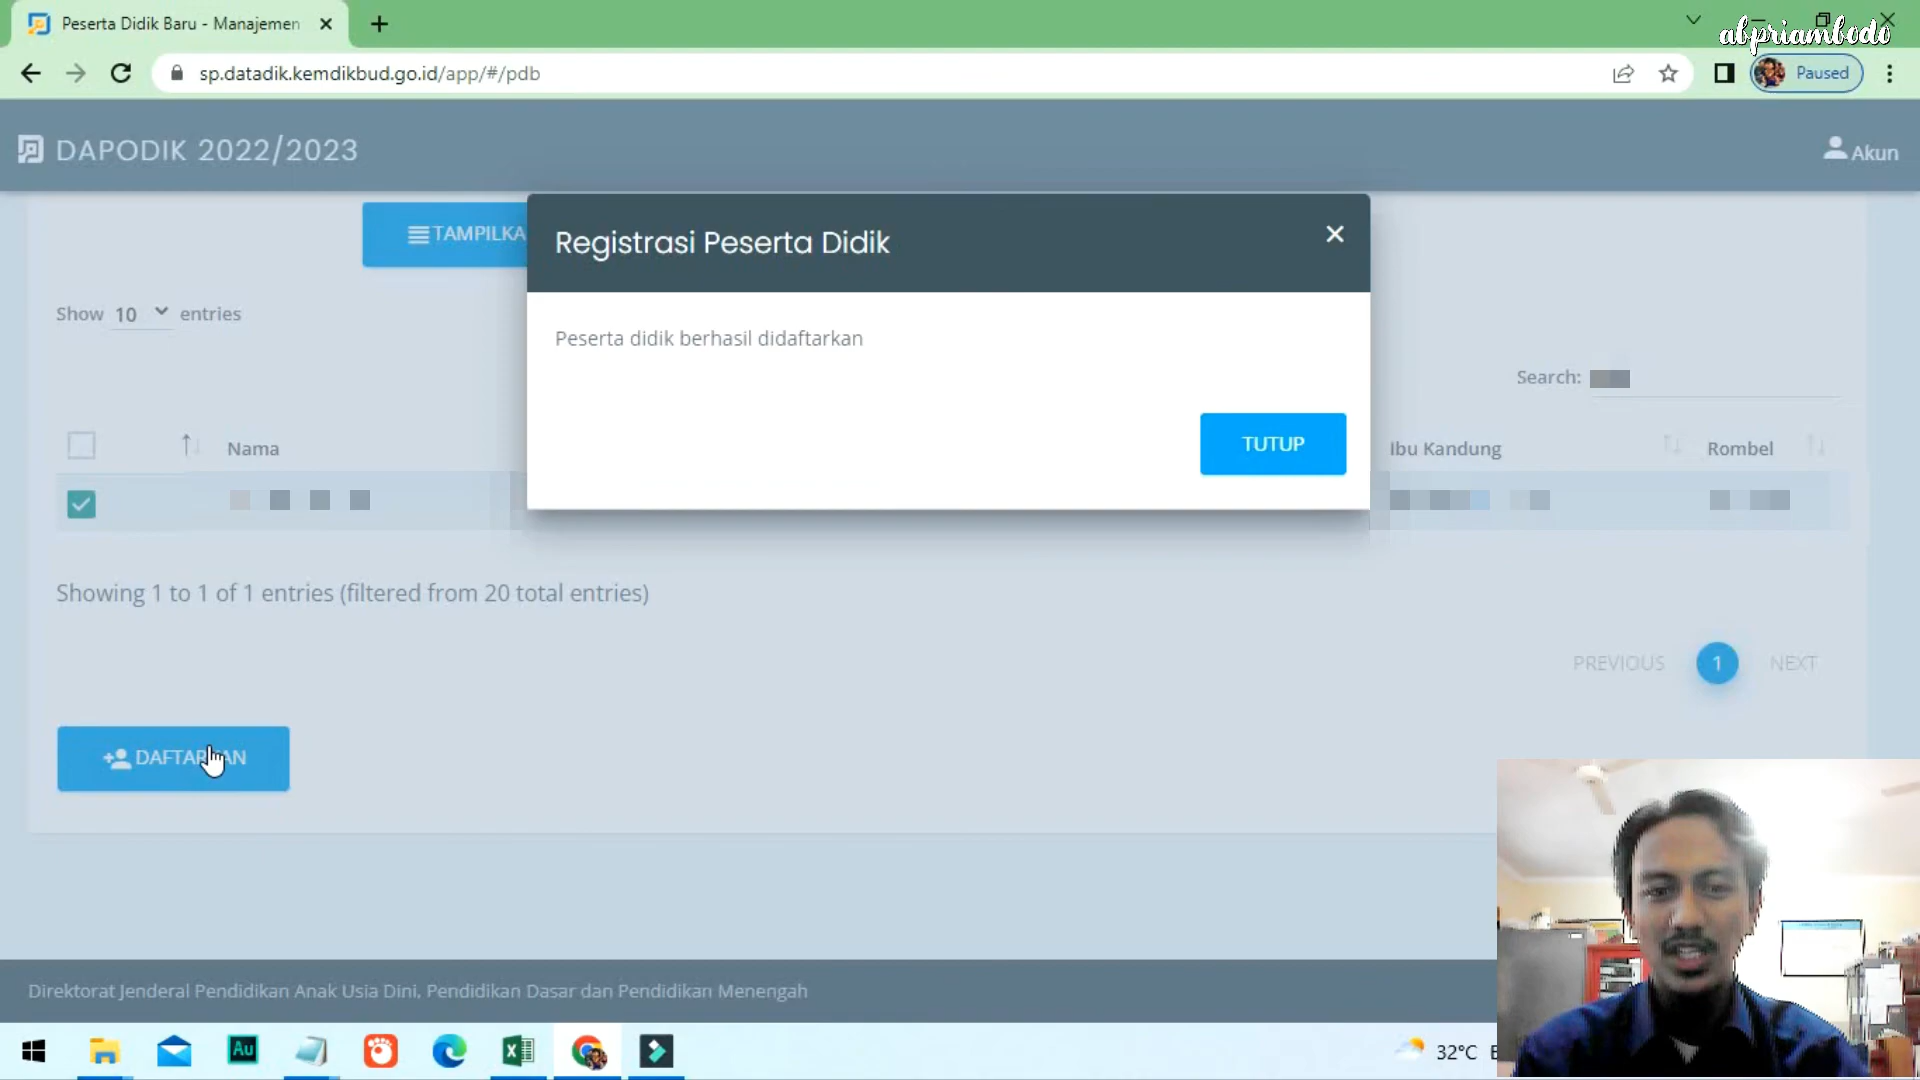 Peserta Didik Baru - Manajemen
abpriambodo
sp.datadik.kemdikbud.go.id/app/#/pdb
Paused
DAPODIK 2022/2023
Akun
TAMPILKA
Registrasi Peserta Didik
Peserta didik berhasil didaftarkan
TUTUP
Show 10 entries
Search:
Nama
Ibu Kandung
Rombel
Showing 1 to 1 of 1 entries (filtered from 20 total entries)
PREVIOUS 1 NEXT
DAFTARKAN
Direktorat Jenderal Pendidikan Anak Usia Dini, Pendidikan Dasar dan Pendidikan Menengah
Au
32°C